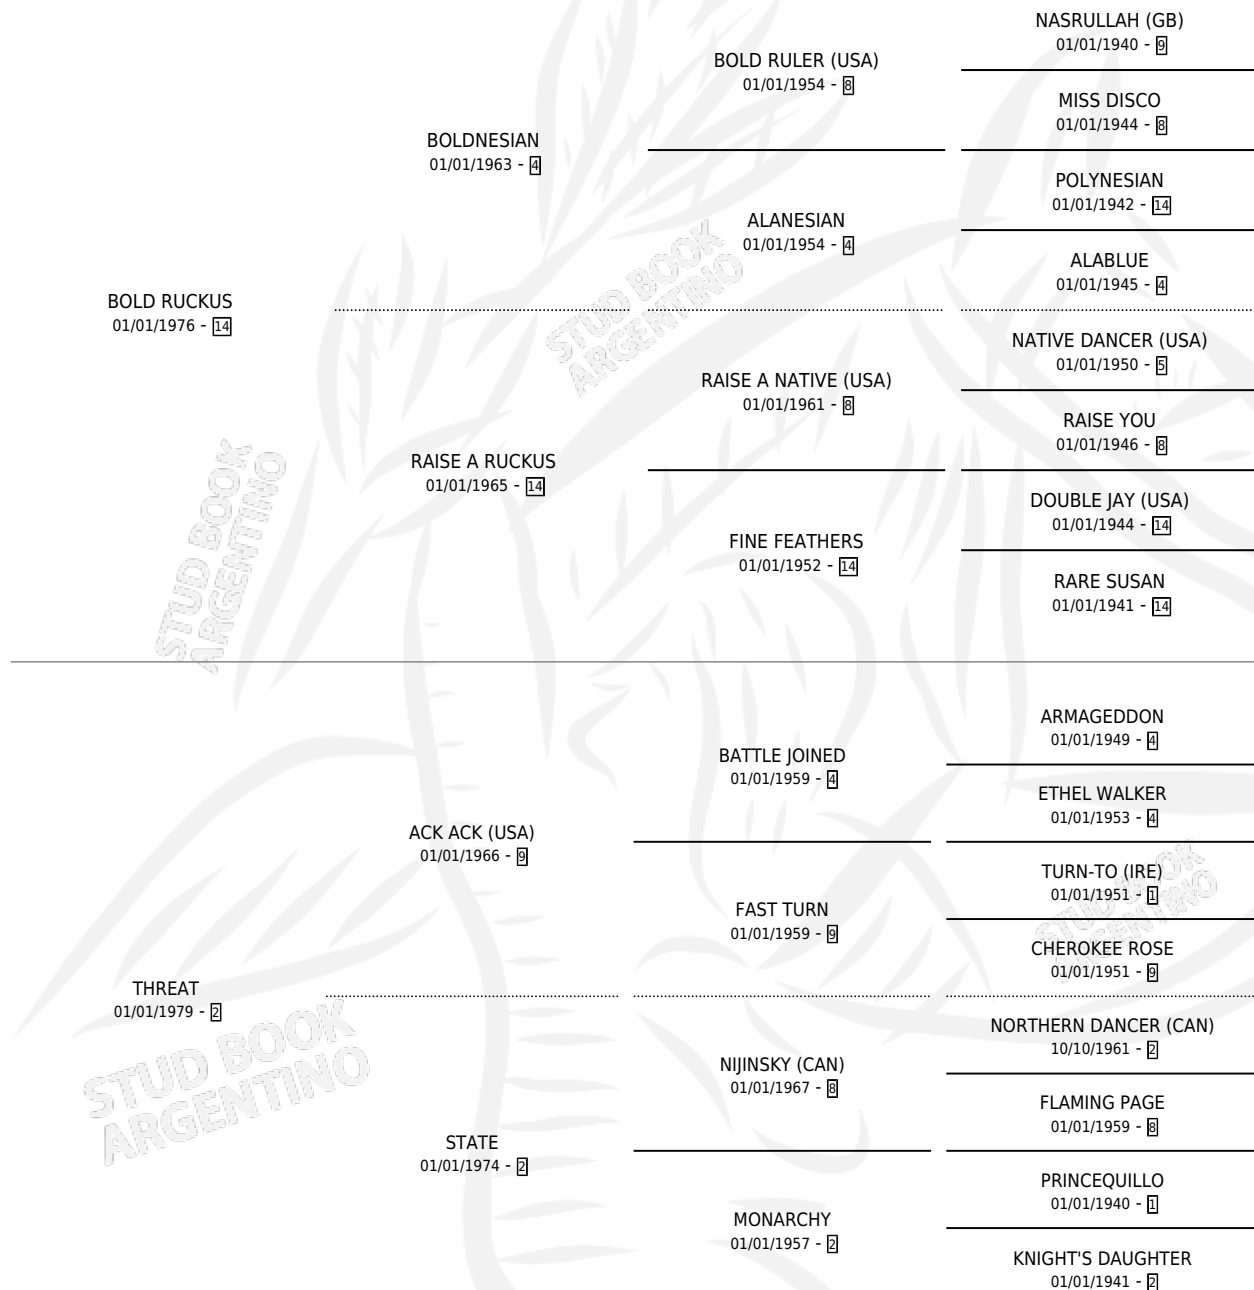 NASRULLAH (GB)
01/01/1940 - 9
BOLD RULER (USA)
01/01/1954 - 8
MISS DISCO
01/01/1944 - 8
BOLDNESIAN
01/01/1963 - 4
POLYNESIAN
01/01/1942 - 14
ALANESIAN
01/01/1954 - 4
ALABLUE
01/01/1945 - 4
BOLD RUCKUS
01/01/1976 - 14
NATIVE DANCER (USA)
01/01/1950 - 5
RAISE A NATIVE (USA)
01/01/1961 - 8
RAISE YOU
01/01/1946 - 8
RAISE A RUCKUS
01/01/1965 - 14
DOUBLE JAY (USA)
01/01/1944 - 14
FINE FEATHERS
01/01/1952 - 14
RARE SUSAN
01/01/1941 - 14
ARMAGEDDON
01/01/1949 - 4
BATTLE JOINED
01/01/1959 - 4
ETHEL WALKER
01/01/1953 - 4
ACK ACK (USA)
01/01/1966 - 9
TURN-TO (IRE)
01/01/1951 - 1
FAST TURN
01/01/1959 - 9
CHEROKEE ROSE
01/01/1951 - 9
THREAT
01/01/1979 - 2
NORTHERN DANCER (CAN)
10/10/1961 - 2
NIJINSKY (CAN)
01/01/1967 - 8
FLAMING PAGE
01/01/1959 - 8
STATE
01/01/1974 - 2
PRINCEQUILLO
01/01/1940 - 1
MONARCHY
01/01/1957 - 2
KNIGHT'S DAUGHTER
01/01/1941 - 2
STUD BOOK
ARGENTINO
STUD BOOK
ARGENTINO
STUD BOOK
ARGENTINO
STUD BOOK
ARGENTINO